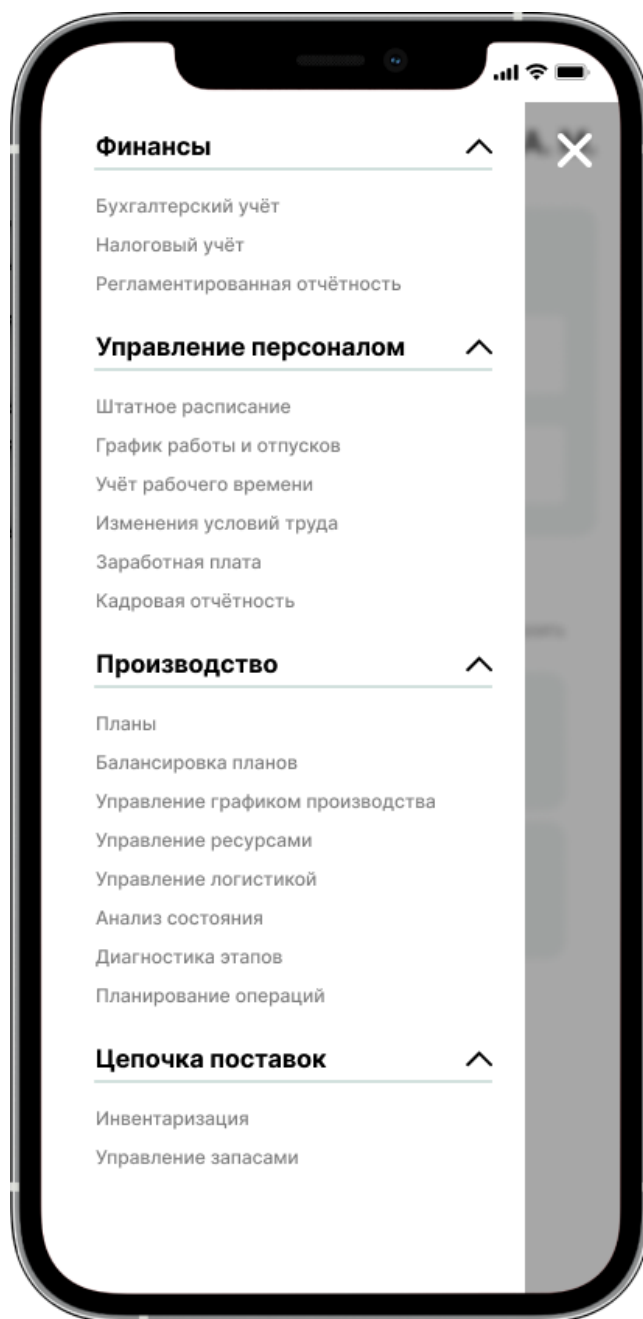 Финансы
Бухгалтерский учёт
Налоговый учёт
Регламентированная отчётность
Управление персоналом
Штатное расписание
График работы и отпусков
Учёт рабочего времени
Изменения условий труда
Заработная плата
Кадровая отчётность
Производство
Планы
Балансировка планов
Управление графиком производства
Управление ресурсами
Управление логистикой
Анализ состояния
Диагностика этапов
Планирование операций
Цепочка поставок
Инвентаризация
Управление запасами